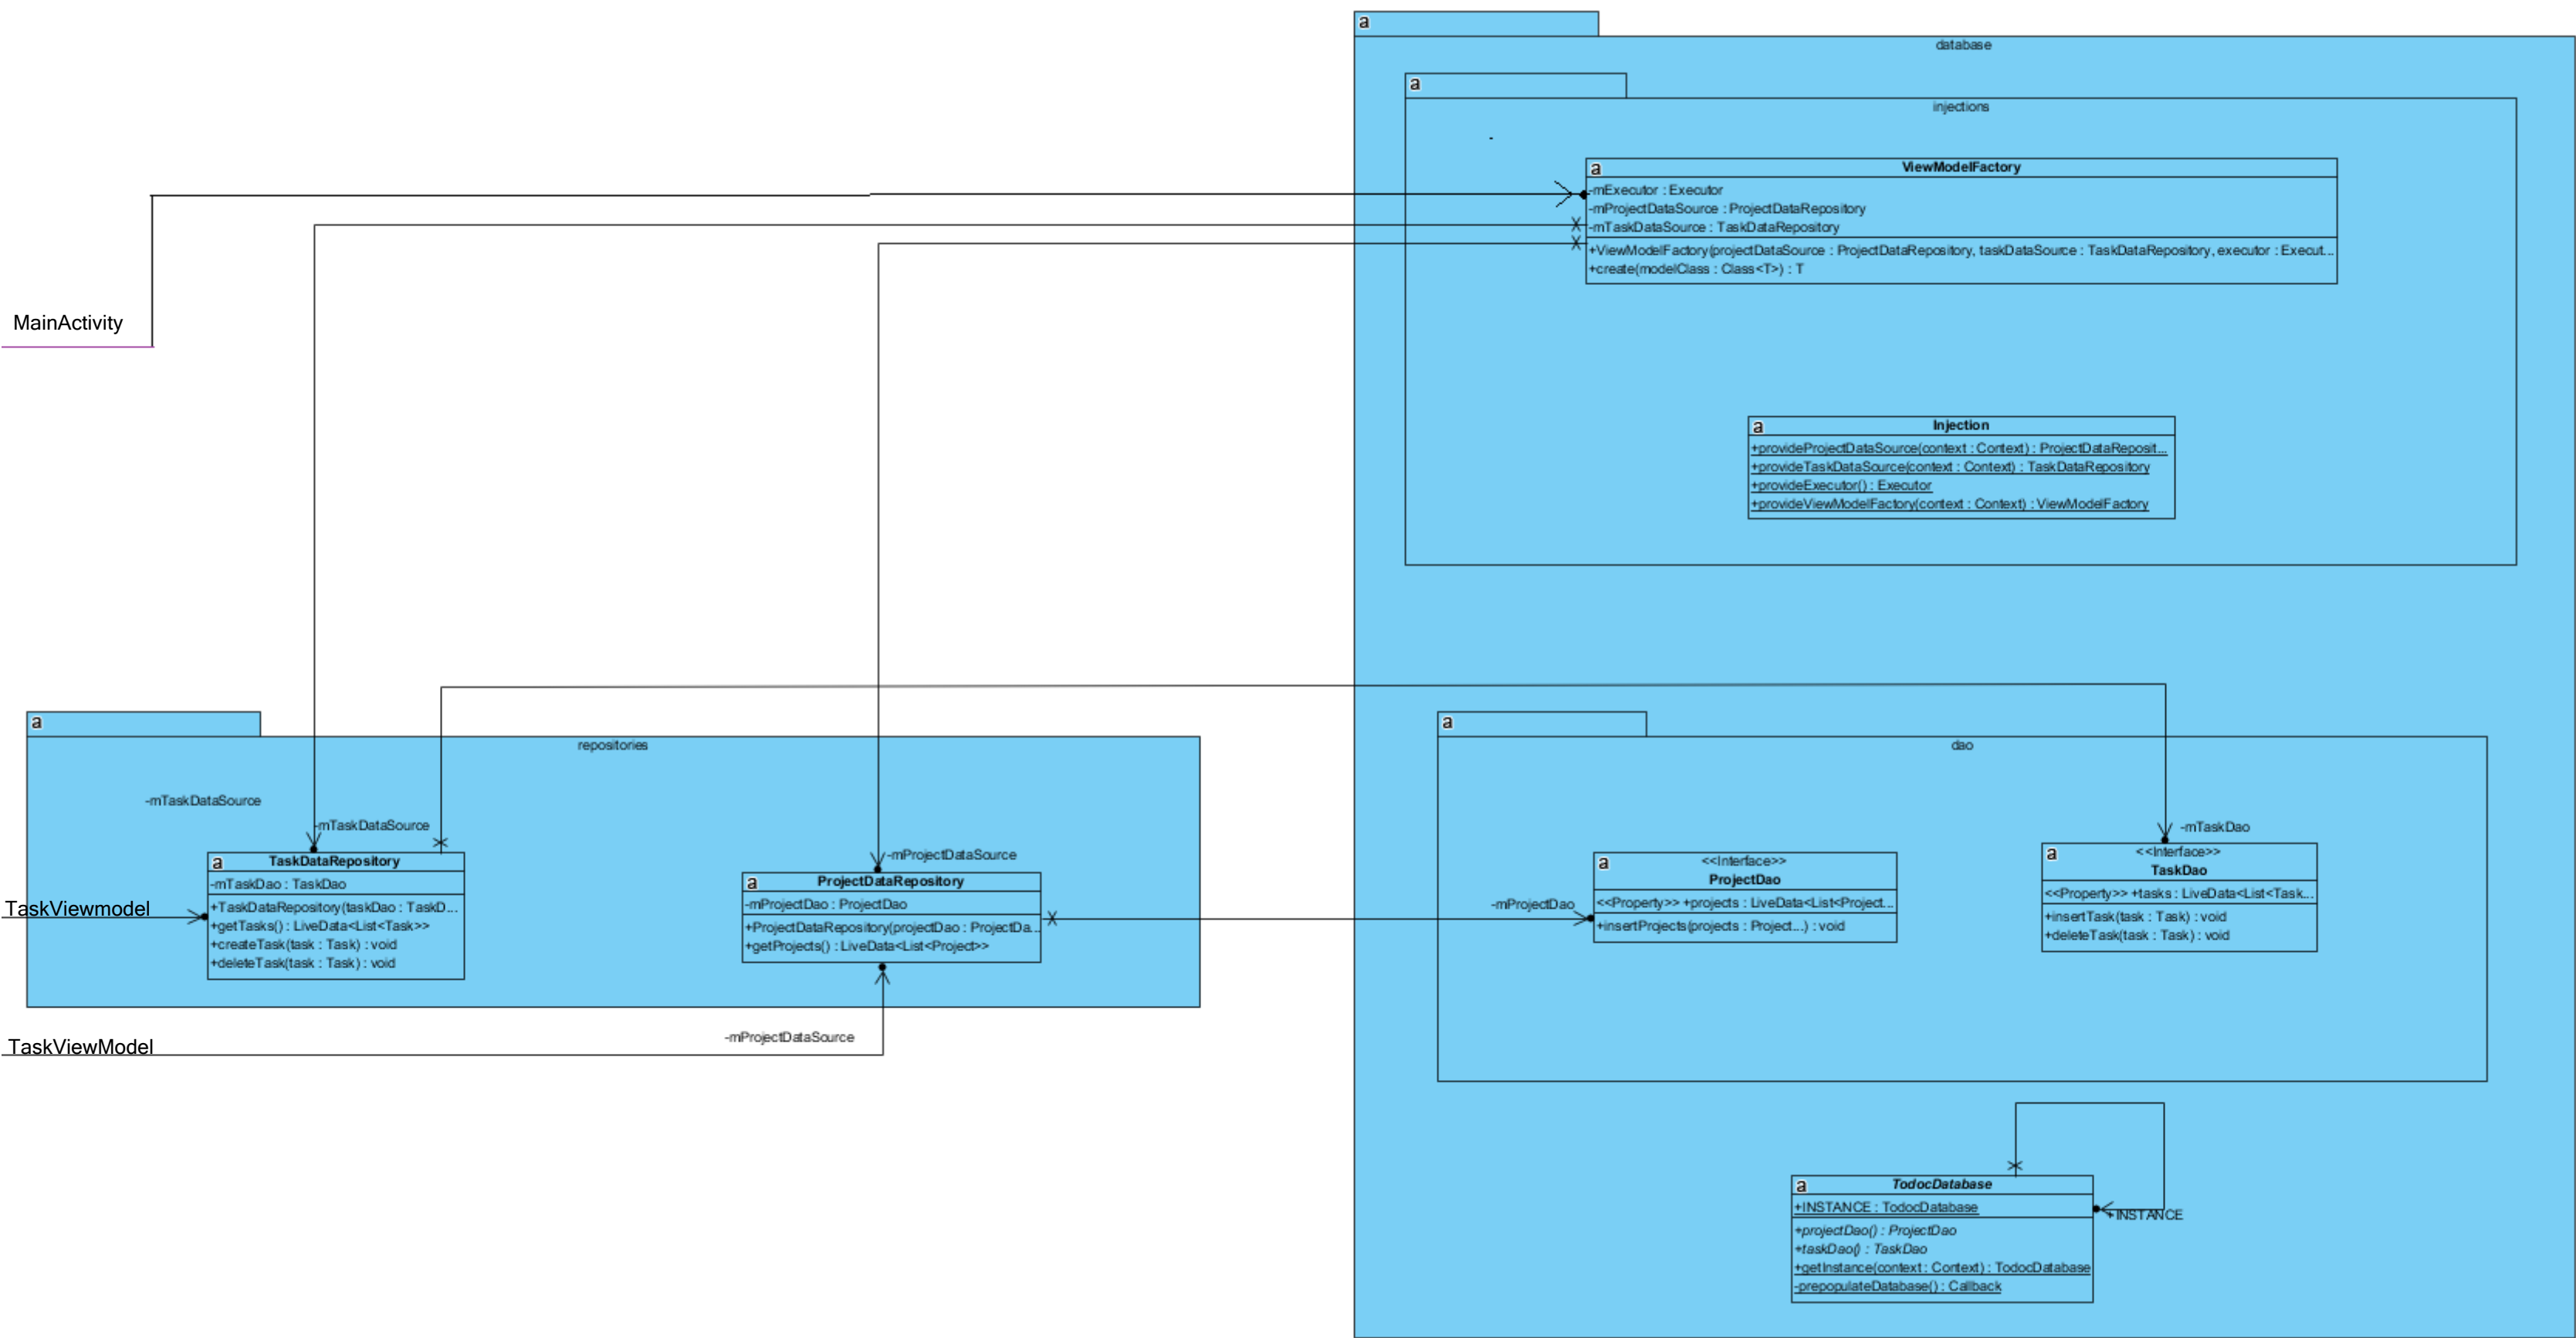 a
database
a
injections
-
a
ViewModelFactory
-mExecutor : Executor
-mProjectDataSource : ProjectDataRepository
-mTaskDataSource : TaskDataRepository
+ViewModelFactory(projectDataSource : ProjectDataRepository, taskDataSource : TaskDataRepository, executor : Execut...
+create(modelClass : Class<T>) : T
MainActivity
a
Injection
+provideProjectDataSource(context : Context) : ProjectDataReposit...
+provideTaskDataSource(context : Context) : TaskDataRepository
+provideExecutor() : Executor
+provideViewModelFactory(context : Context) : ViewModelFactory
a
repositories
-mTaskDataSource
-mTaskDataSource
a
TaskDataRepository
-mTaskDao : TaskDao
+TaskDataRepository(taskDao : TaskD...
+getTasks() : LiveData<List<Task>>
+createTask(task : Task) : void
+deleteTask(task : Task) : void
TaskViewmodel
-mProjectDataSource
a
ProjectDataRepository
-mProjectDao : ProjectDao
+ProjectDataRepository(projectDao : ProjectDa...
+getProjects() : LiveData<List<Project>>
-mProjectDataSource
TaskViewModel
a
dao
-mProjectDao
a
<<Interface>>
ProjectDao
<<Property>> +projects : LiveData<List<Project...
+insertProjects(projects : Project...) : void
-mTaskDao
a
<<Interface>>
TaskDao
<<Property>> +tasks : LiveData<List<Task...
+insertTask(task : Task) : void
+deleteTask(task : Task) : void
a
TodocDatabase
+INSTANCE : TodocDatabase
+projectDao() : ProjectDao
+taskDao() : TaskDao
+getInstance(context : Context) : TodocDatabase
-prepopulateDatabase() : Callback
+INSTANCE